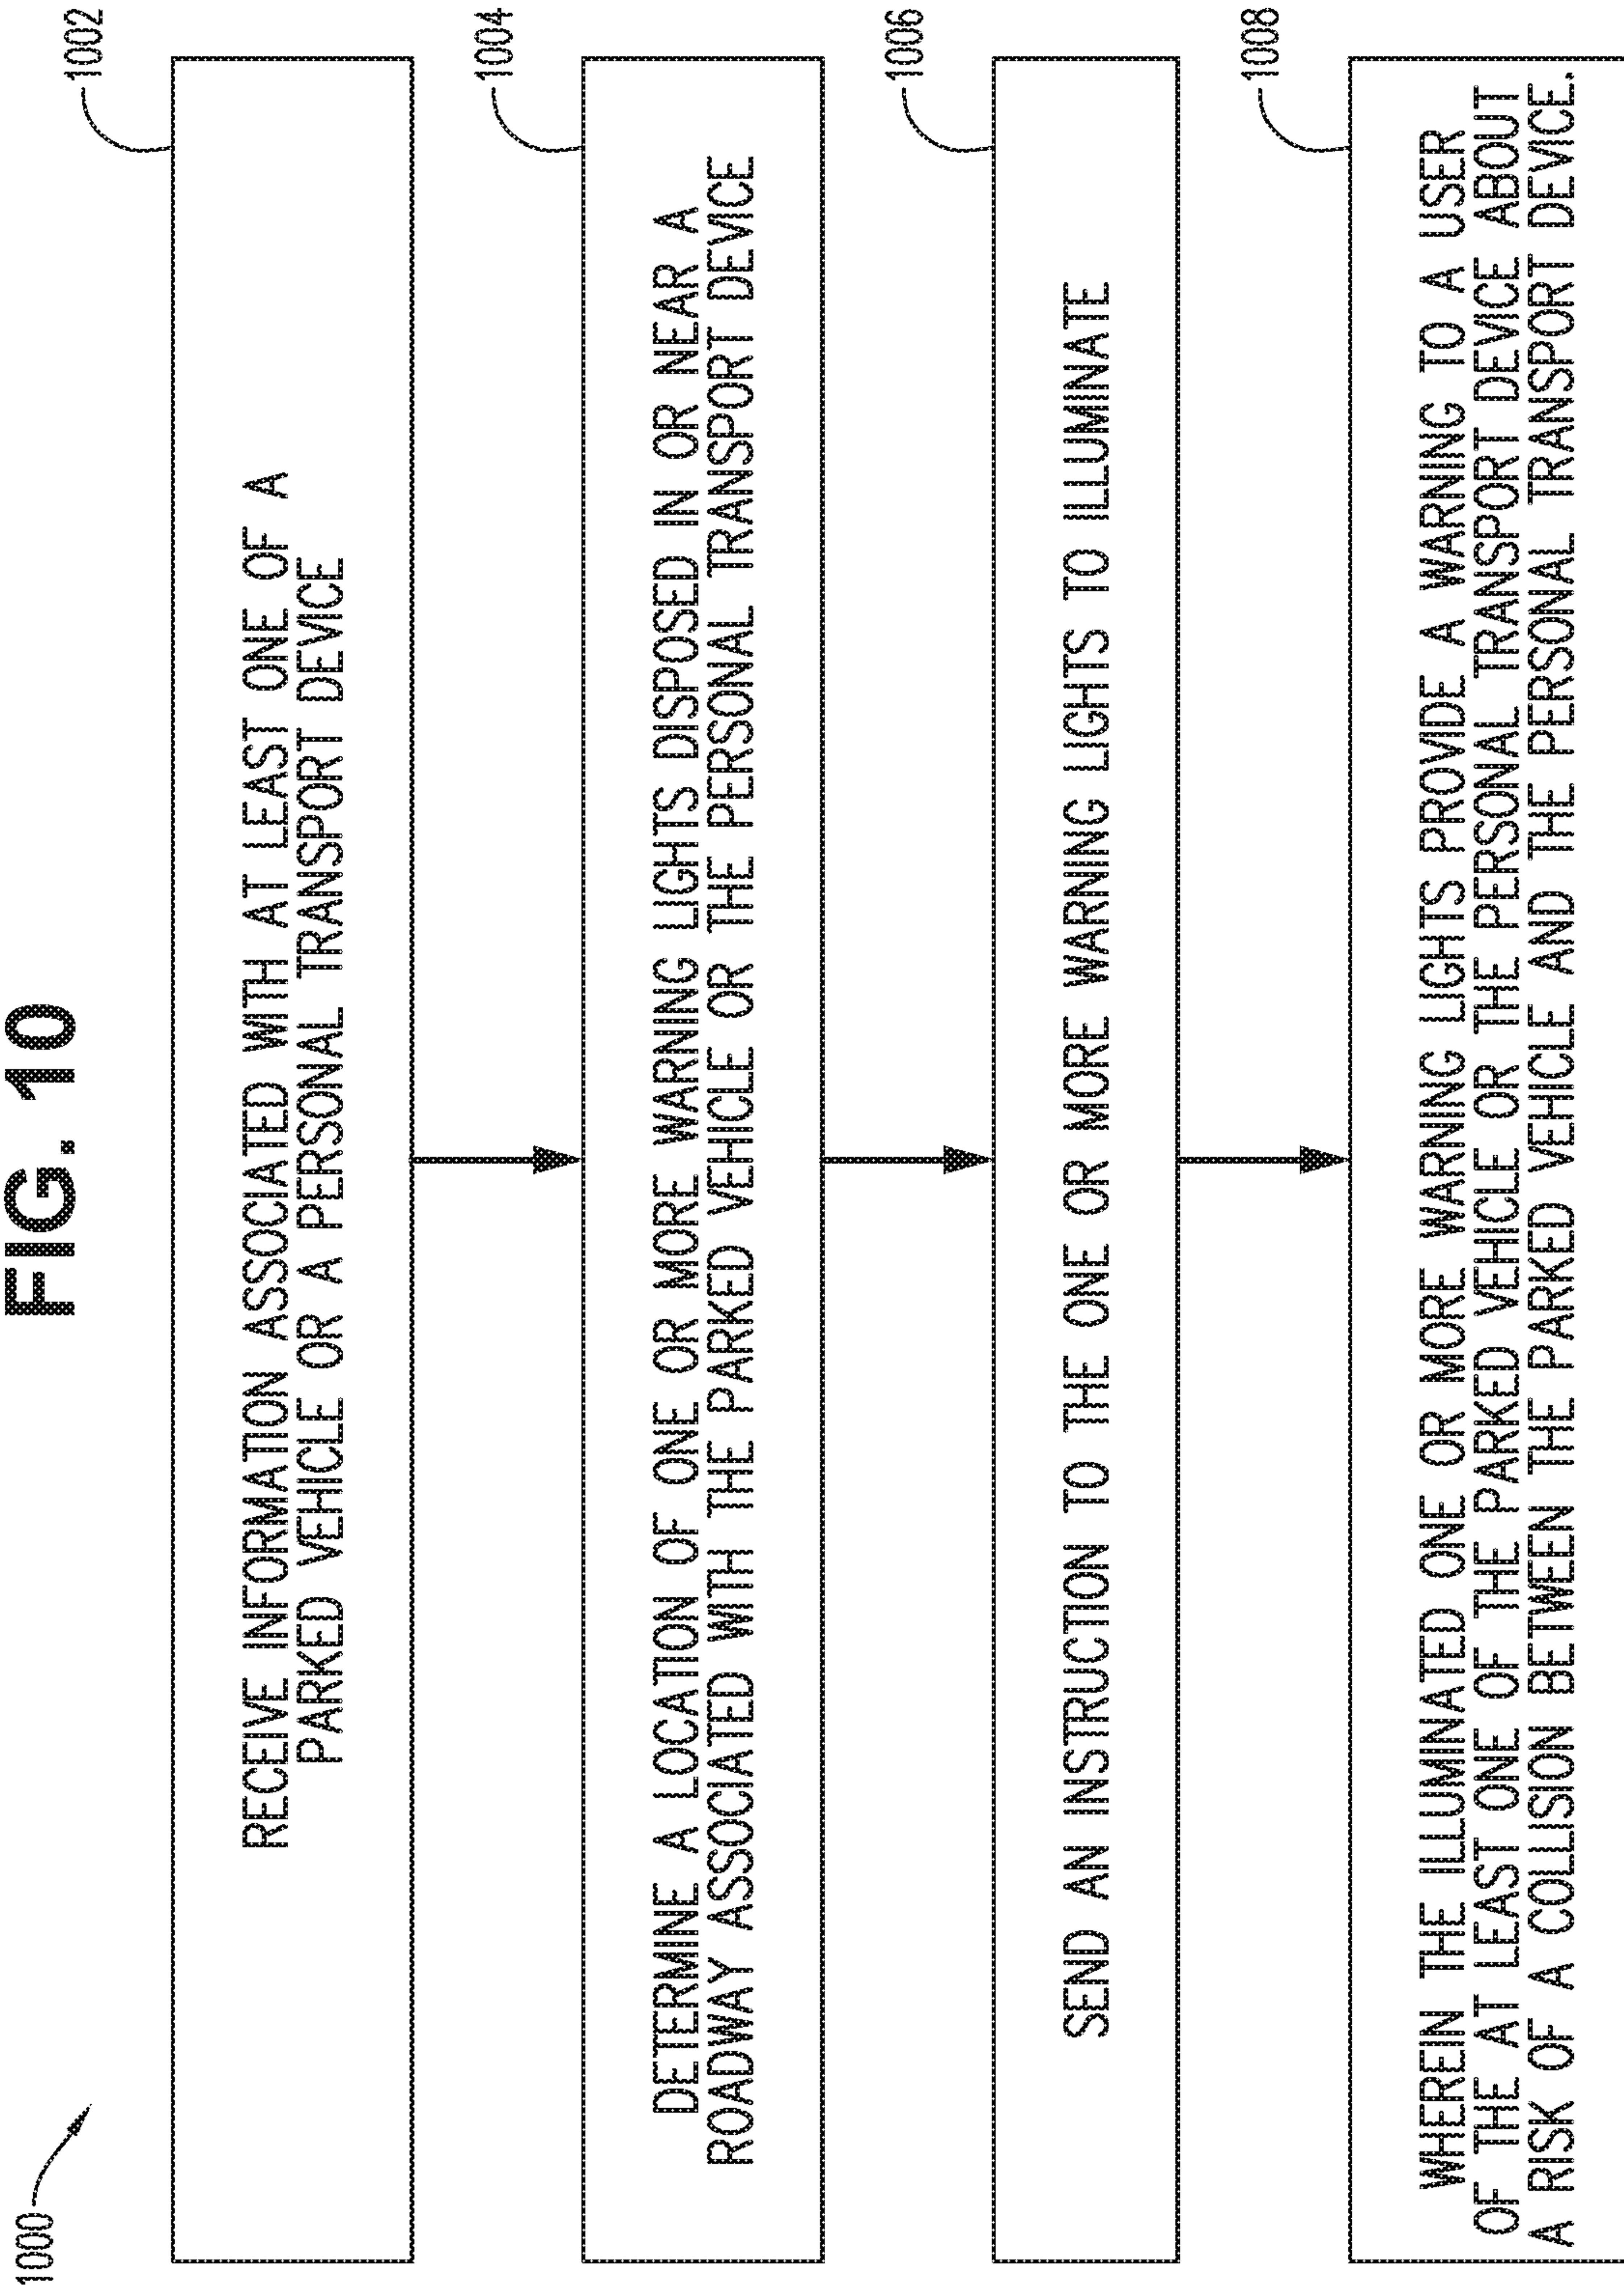 FIG. 10
1000
1002
RECEIVE INFORMATION ASSOCIATED WITH AT LEAST ONE OF A
PARKED VEHICLE OR A PERSONAL TRANSPORT DEVICE
1004
DETERMINE A LOCATION OF ONE OR MORE WARNING LIGHTS DISPOSED IN OR NEAR A
ROADWAY ASSOCIATED WITH THE PARKED VEHICLE OR THE PERSONAL TRANSPORT DEVICE
1006
SEND AN INSTRUCTION TO THE ONE OR MORE WARNING LIGHTS TO ILLUMINATE
1008
WHEREIN THE ILLUMINATED ONE OR MORE WARNING LIGHTS PROVIDE A WARNING TO A USER
OF THE AT LEAST ONE OF THE PARKED VEHICLE OR THE PERSONAL TRANSPORT DEVICE ABOUT
A RISK OF A COLLISION BETWEEN THE PARKED VEHICLE AND THE PERSONAL TRANSPORT DEVICE.